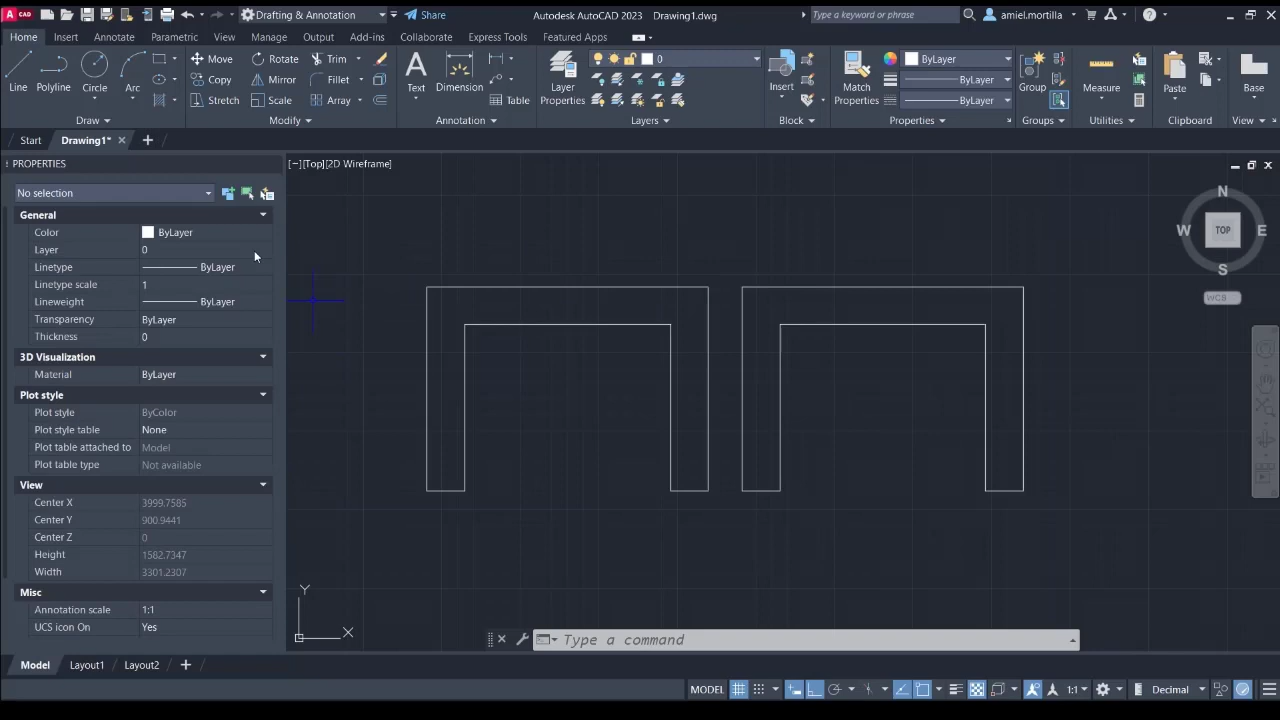 CAD
Drafting & Annotation
Share
Autodesk AutoCAD 2023 Drawing1.dwg
Type a keyword or phrase
amiel.mortilla
Home Insert Annotate Parametric View Manage Output Add-ins Collaborate Express Tools Featured Apps
Line Polyline Circle Arc
Move Rotate Trim
Copy Mirror Fillet
Stretch Scale Array
Text Dimension Table
Layer Properties
0
Insert
Match Properties
ByLayer
ByLayer
ByLayer
Group
Measure
Paste
Base
Draw Modify Annotation Layers Block Properties Groups Utilities Clipboard View
Start Drawing1*
PROPERTIES
[−][Top][2D Wireframe]
No selection
General
Color ByLayer
Layer 0
Linetype ByLayer
Linetype scale 1
Lineweight ByLayer
Transparency ByLayer
Thickness 0
3D Visualization
Material ByLayer
Plot style
Plot style ByColor
Plot style table None
Plot table attached to Model
Plot table type Not available
View
Center X 3999.7585
Center Y 900.9441
Center Z 0
Height 1582.7347
Width 3301.2307
Misc
Annotation scale 1:1
UCS icon On Yes
N
W TOP E
S
WCS
Y
X
Type a command
Model Layout1 Layout2
MODEL 1:1 Decimal